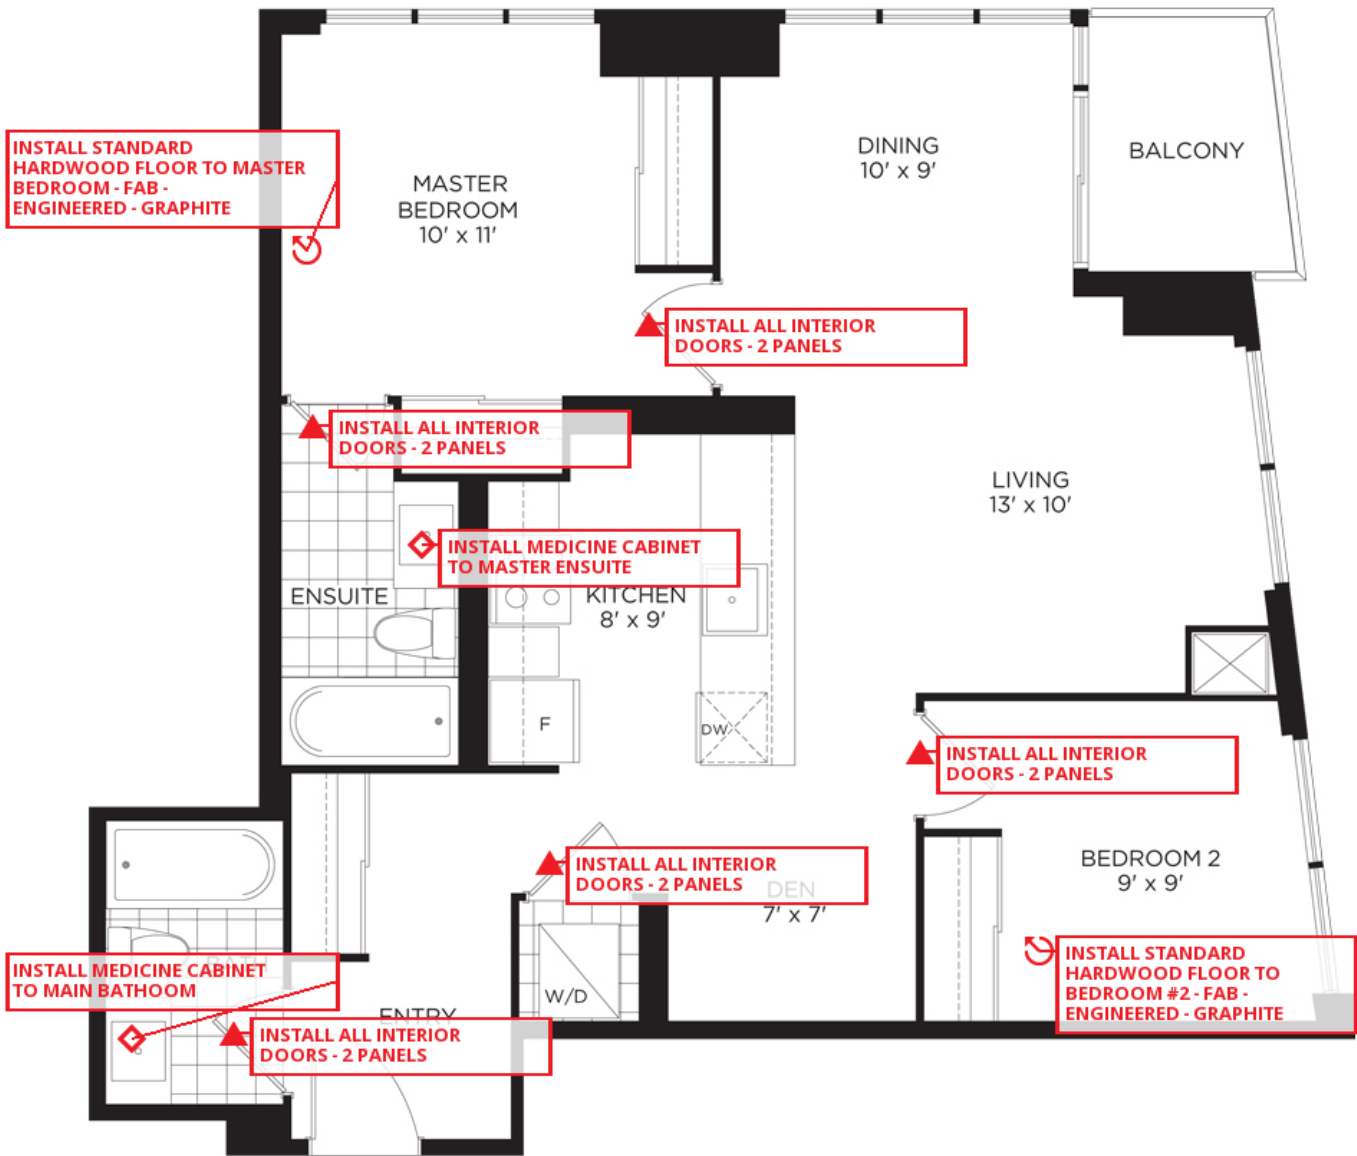 INSTALL STANDARD
HARDWOOD FLOOR TO MASTER
BEDROOM - FAB -
ENGINEERED - GRAPHITE
MASTER
BEDROOM
10' x 11'
DINING
10' x 9'
BALCONY
INSTALL ALL INTERIOR
DOORS - 2 PANELS
INSTALL ALL INTERIOR
DOORS - 2 PANELS
LIVING
13' x 10'
INSTALL MEDICINE CABINET
TO MASTER ENSUITE
ENSUITE
KITCHEN
8' x 9'
F
DW
INSTALL ALL INTERIOR
DOORS - 2 PANELS
INSTALL ALL INTERIOR
DOORS - 2 PANELS
DEN
7' x 7'
BEDROOM 2
9' x 9'
INSTALL STANDARD
HARDWOOD FLOOR TO
BEDROOM #2 - FAB -
ENGINEERED - GRAPHITE
BATH
INSTALL MEDICINE CABINET
TO MAIN BATHOOM
W/D
ENTRY
INSTALL ALL INTERIOR
DOORS - 2 PANELS